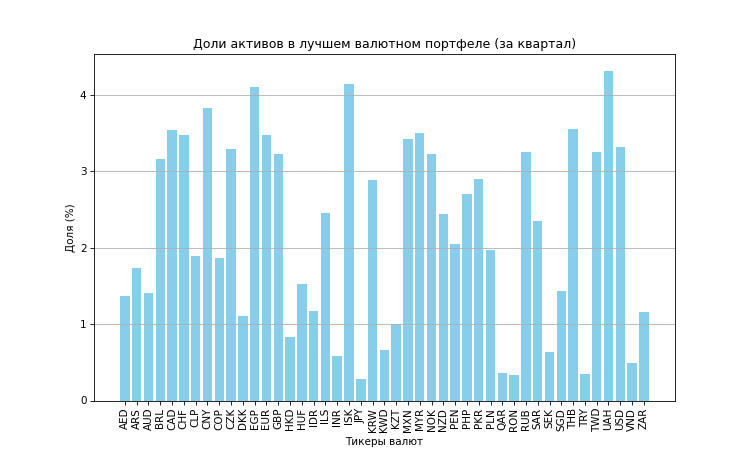 Доли активов в лучшем валютном портфеле (за квартал)
Доля (%)
4
3
2
1
0
AED ARS AUD BRL CAD CHF CLP CNY COP CZK DKK EGP EUR GBP HKD HUF IDR ILS INR ISK JPY KRW KWD KZT MXN MYR NOK NZD PEN PHP PKR PLN QAR RON RUB SAR SEK SGD THB TRY TWD UAH USD VND ZAR
Тикеры валют